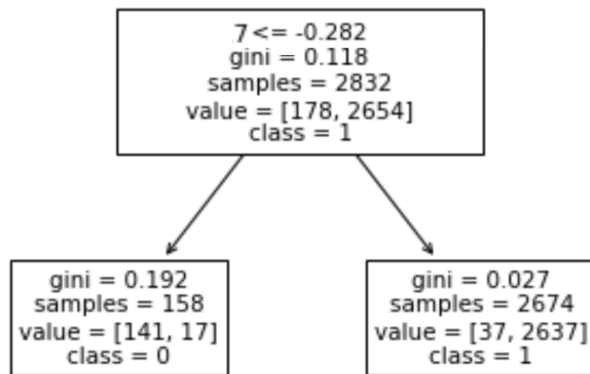 7 <= -0.282
gini = 0.118
samples = 2832
value = [178, 2654]
class = 1
gini = 0.192
samples = 158
value = [141, 17]
class = 0
gini = 0.027
samples = 2674
value = [37, 2637]
class = 1